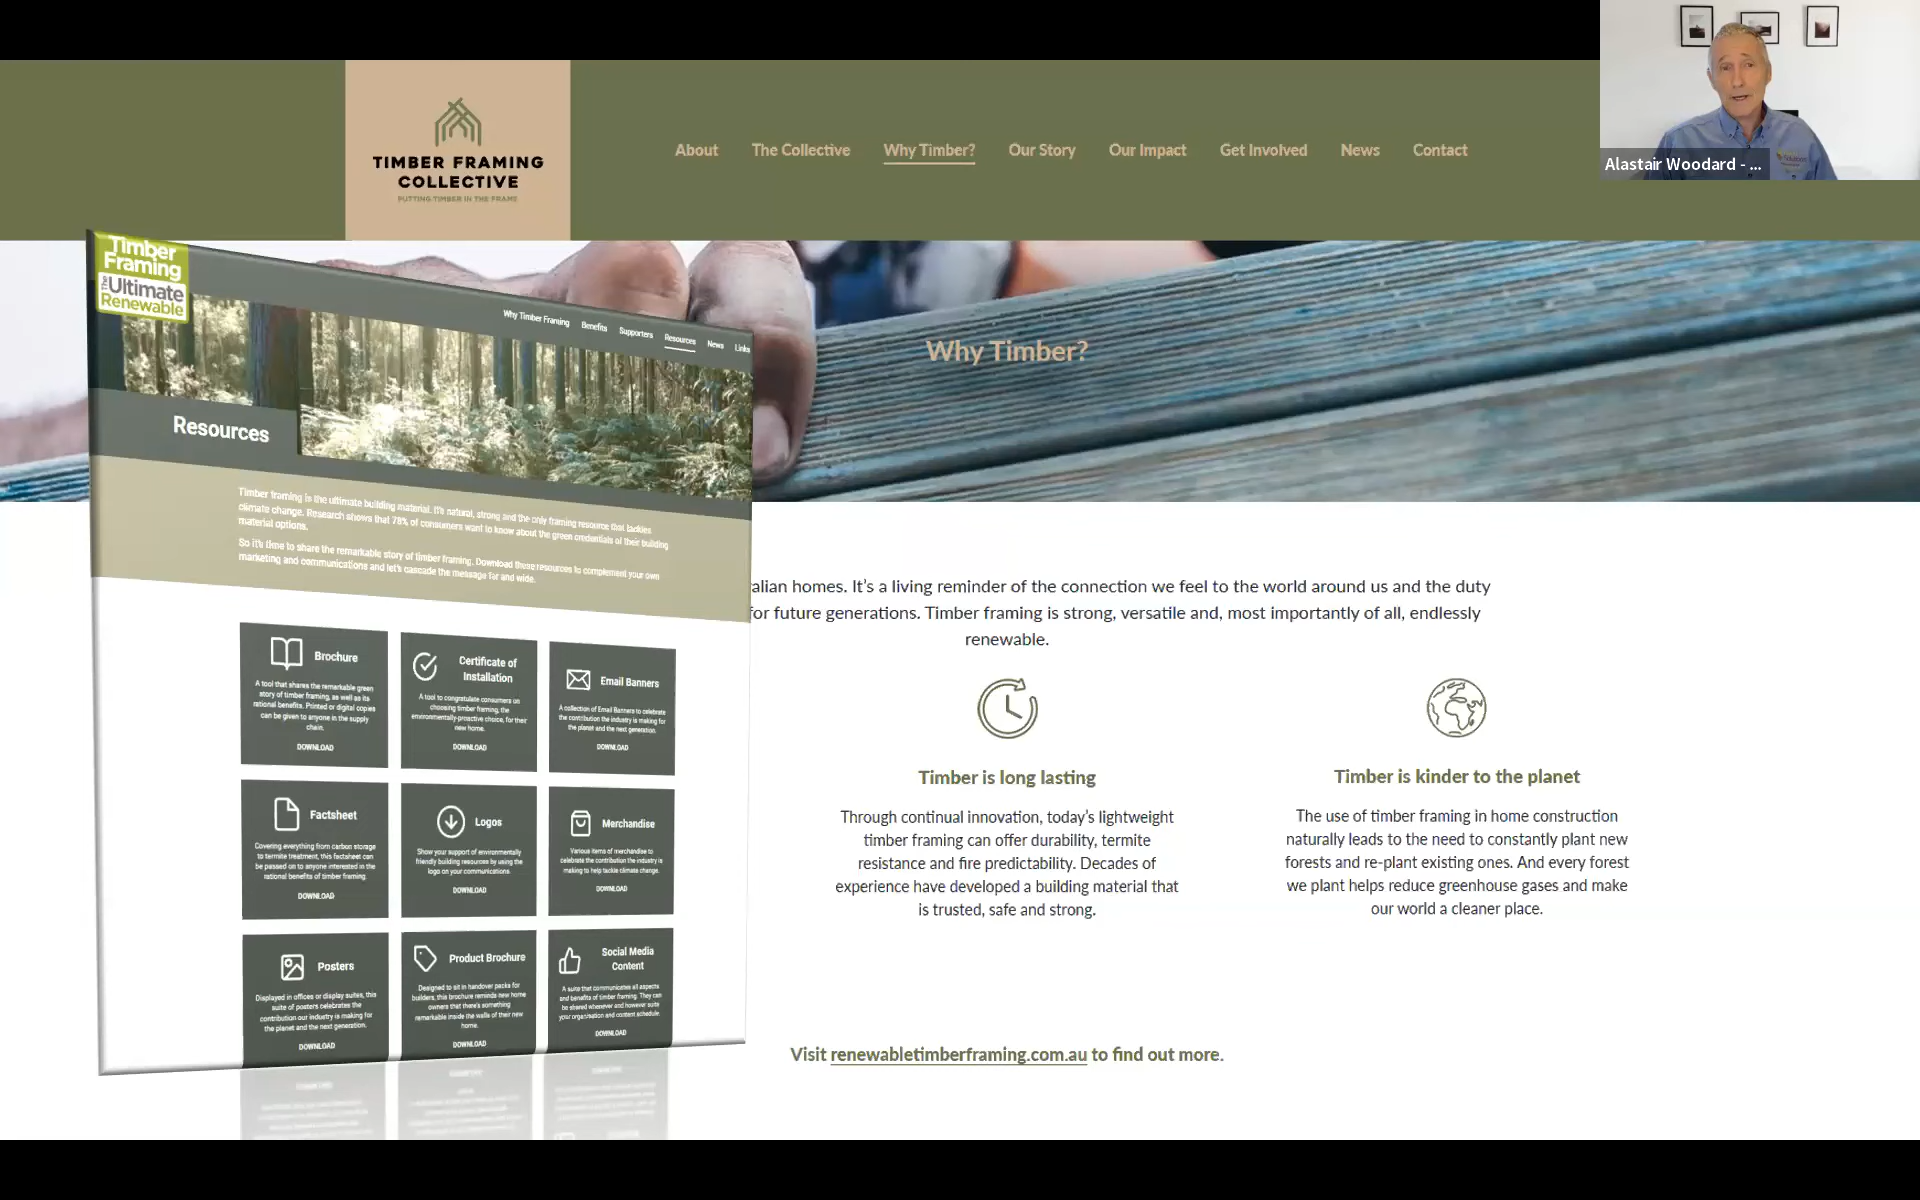 TIMBER FRAMING
COLLECTIVE
PUTTING TIMBER IN THE FRAME
About
The Collective
Why Timber?
Our Story
Our Impact
Get Involved
News
Contact
Alastair Woodard - ...
Why Timber?
alian homes. It’s a living reminder of the connection we feel to the world around us and the duty
for future generations. Timber framing is strong, versatile and, most importantly of all, endlessly
renewable.
Timber is long lasting
Through continual innovation, today’s lightweight
timber framing can offer durability, termite
resistance and fire predictability. Decades of
experience have developed a building material that
is trusted, safe and strong.
Timber is kinder to the planet
The use of timber framing in home construction
naturally leads to the need to constantly plant new
forests and re-plant existing ones. And every forest
we plant helps reduce greenhouse gases and make
our world a cleaner place.
Visit renewabletimberframing.com.au to find out more.
Timber
Framing
The Ultimate
Renewable
Why Timber Framing
Benefits
Supporters
Resources
News
Links
Resources
Timber framing is the ultimate building material. It's natural, strong and the only framing resource that tackles
climate change. Research shows that 78% of consumers want to know about the green credentials of their building
material options.
So it's time to share the remarkable story of timber framing. Download these resources to complement your own
marketing and communications and let's cascade the message far and wide.
Brochure
A tool that shares the remarkable green
story of timber framing, as well as its
rational benefits. Printed or digital copies
can be given to anyone in the supply
chain.
DOWNLOAD
Certificate of
Installation
A tool to congratulate consumers on
choosing timber framing, the
environmentally-proactive choice, for their
new home.
DOWNLOAD
Email Banners
A collection of Email Banners to celebrate
the contribution the industry is making for
the planet and the next generation.
DOWNLOAD
Factsheet
Covering everything from carbon storage
to termite treatment, this factsheet can
be passed on to anyone interested in the
rational benefits of timber framing.
DOWNLOAD
Logos
Show your support of environmentally
friendly building resources by using the
logo on your communications.
DOWNLOAD
Merchandise
Various items of merchandise to
celebrate the contribution the industry is
making to help tackle climate change.
DOWNLOAD
Posters
Displayed in offices or display suites, this
suite of posters celebrates the
contribution our industry is making for
the planet and the next generation.
DOWNLOAD
Product Brochure
Designed to sit in handover packs for
builders, this brochure reminds new home
owners that there's something
remarkable inside the walls of their new
home.
DOWNLOAD
Social Media
Content
A suite that communicates all aspects
and benefits of timber framing. They can
be shared whenever and however suits
your organisation and content schedule.
DOWNLOAD